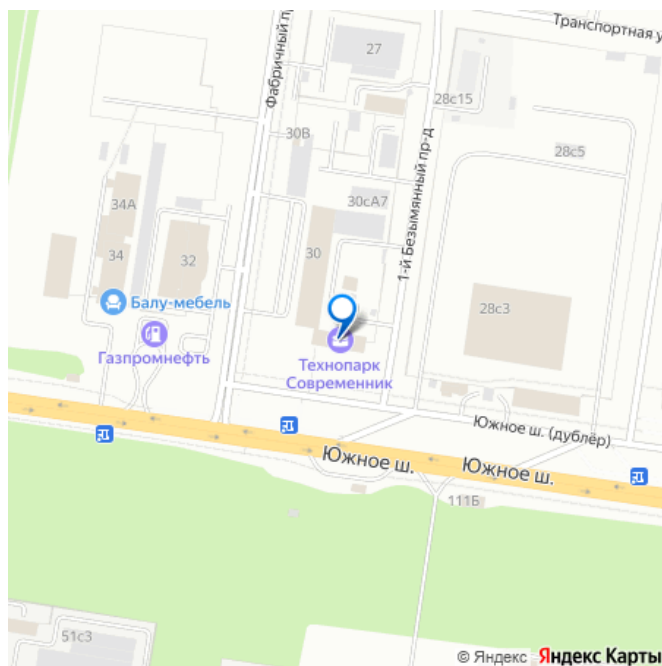 Транспортная у
Фабричный пр
27
28с15
1-й Безымянный пр-д
30В
28с5
34А
30сА7
34
32
30
Балу-мебель
28с3
Газпромнефть
Технопарк
Современник
Южное ш. (дублёр)
Южное ш.
Южное ш.
111Б
51с3
© Яндекс Яндекс Карты